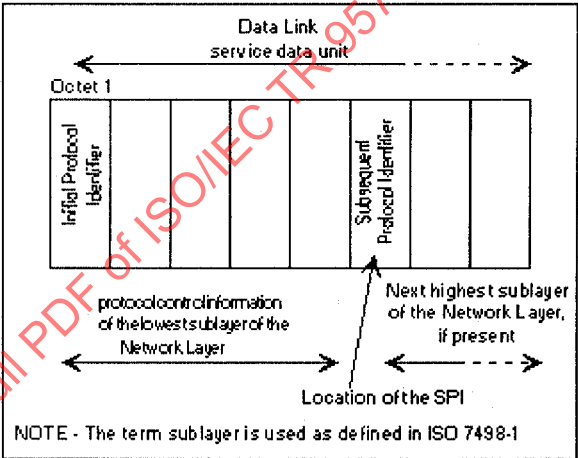 Data Link
service data unit
Octet 1
Initial Protocol
Identifier
Subsequent
Protocol Identifier
protocol control information
of the lowest sublayer of the
Network Layer
Next highest sublayer
of the Network Layer,
if present
Location of the SPI
NOTE - The term sublayer is used as defined in ISO 7498-1
PDF of ISO/IEC TR 957